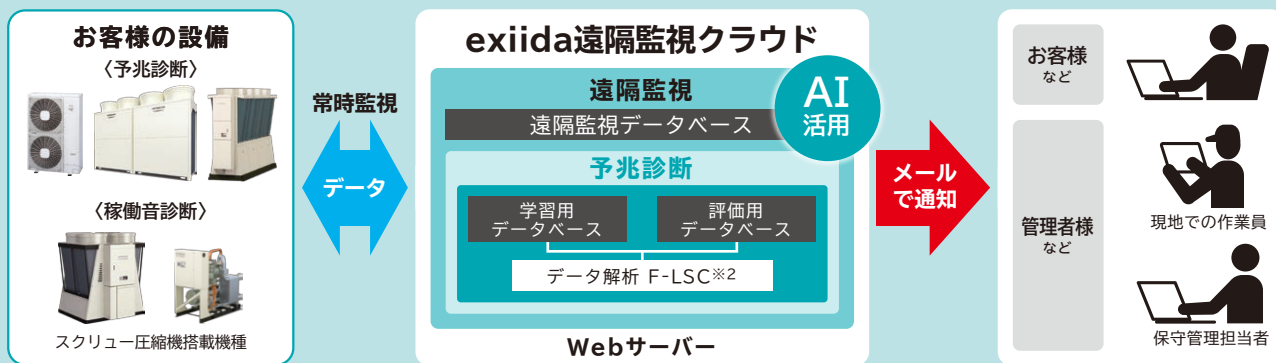 お客様の設備
〈予兆診断〉
〈稼働音診断〉
スクリュー圧縮機搭載機種
常時監視
データ
exiida遠隔監視クラウド
遠隔監視
遠隔監視データベース
AI
活用
予兆診断
学習用
データベース
評価用
データベース
データ解析 F-LSC※2
Webサーバー
メール
で通知
お客様
など
管理者様
など
現地での作業員
保守管理担当者